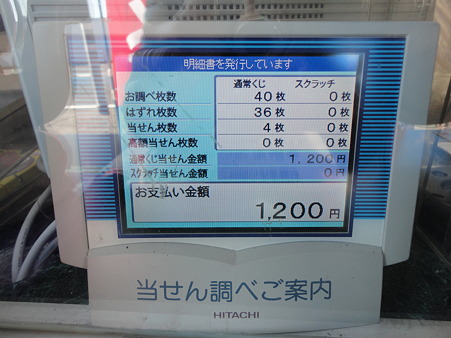 明細書を発行しています
通常くじ スクラッチ
お調べ枚数 40枚 0枚
はずれ枚数 36枚 0枚
当せん枚数 4枚 0枚
高額当せん枚数 0枚 0枚
通常くじ当せん金額 1,200円
スクラッチ当せん金額 0円
お支払い金額
1,200円
当せん調べご案内
HITACHI